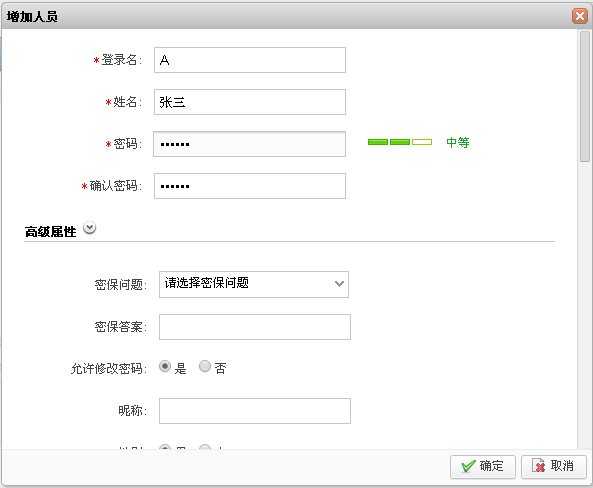 增加人员
*登录名: A
*姓名: 张三
*密码: •••••• 中等
*确认密码: ••••••
高级属性
密保问题: 请选择密保问题
密保答案:
允许修改密码: 是 否
昵称:
确定 取消